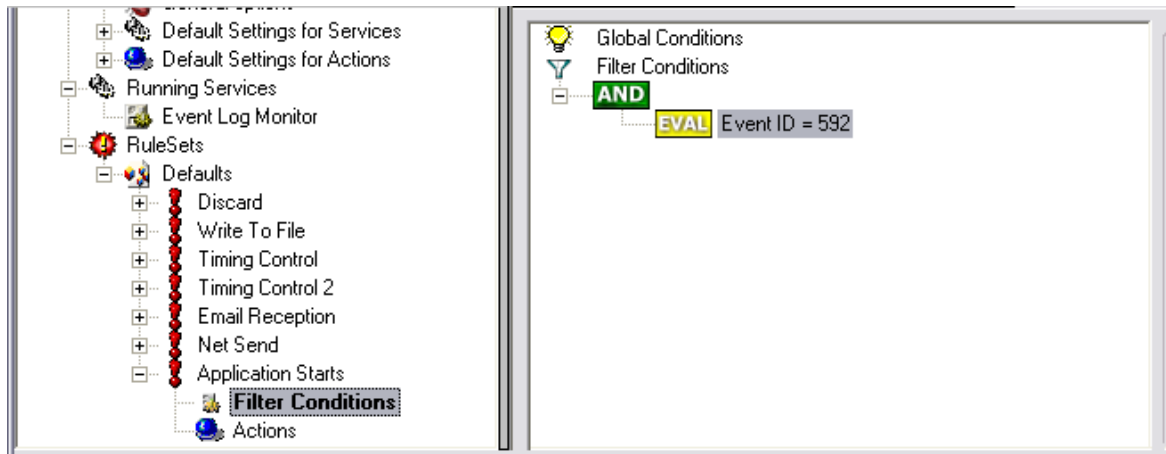 Default Settings for Services
Default Settings for Actions
Running Services
Event Log Monitor
RuleSets
Defaults
Discard
Write To File
Timing Control
Timing Control 2
Email Reception
Net Send
Application Starts
Filter Conditions
Actions
Global Conditions
Filter Conditions
AND
EVAL Event ID = 592